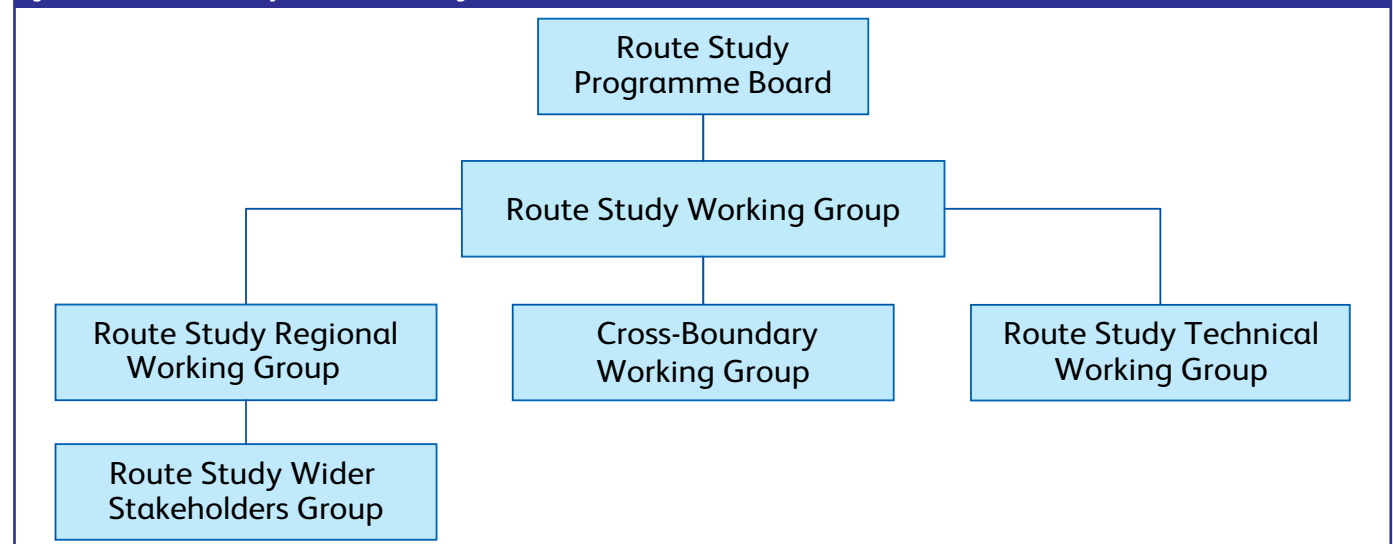 Route Study
Programme Board
Route Study Working Group
Route Study Regional
Working Group
Cross-Boundary
Working Group
Route Study Technical
Working Group
Route Study Wider
Stakeholders Group